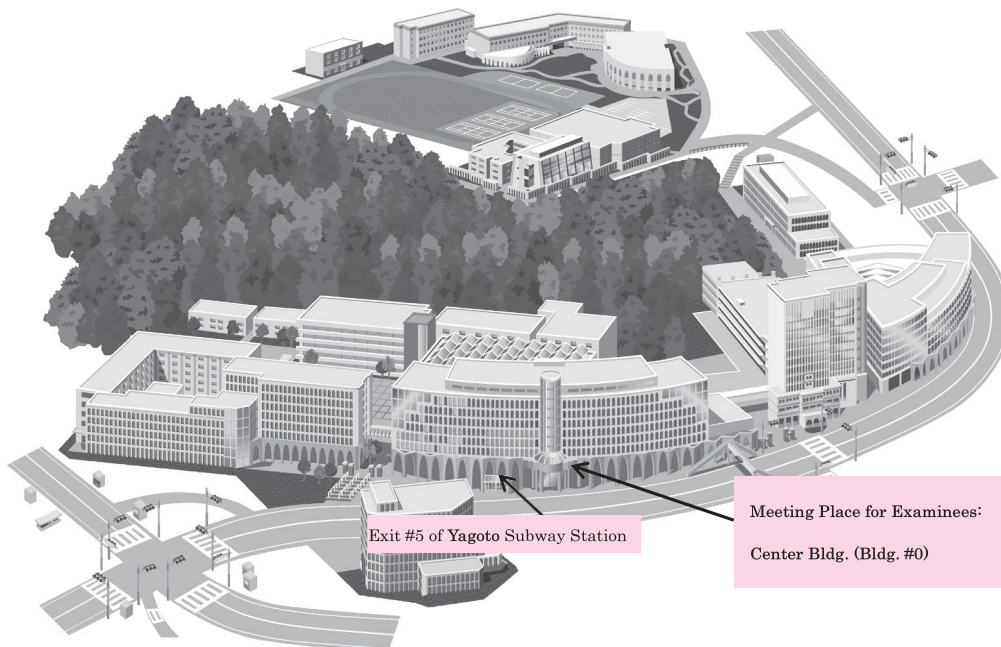 Exit #5 of Yagoto Subway Station
Meeting Place for Examinees:
Center Bldg. (Bldg. #0)